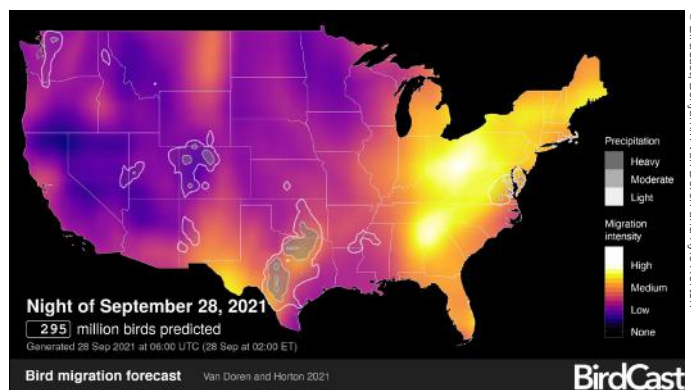 Precipitation
Heavy
Moderate
Light
Migration
intensity
High
Medium
Low
None
Night of September 28, 2021
295 million birds predicted
Generated 28 Sep 2021 at 06:00 UTC (28 Sep at 02:00 ET)
Bird migration forecast Van Doren and Horton 2021
BirdCast